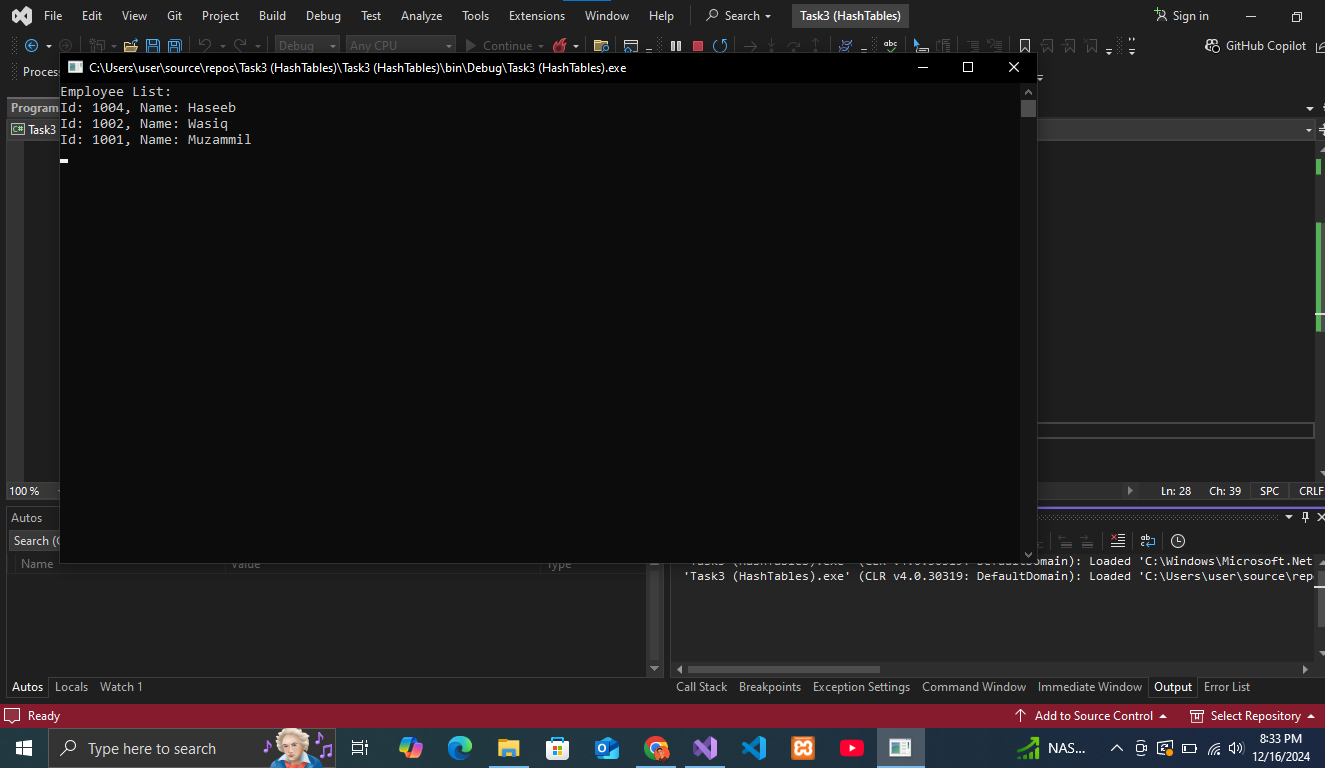 File Edit View Git Project Build Debug Test Analyze Tools Extensions Window Help Search Task3 (HashTables) Sign in
Debug Any CPU Continue GitHub Copilot
Process
C:\Users\user\source\repos\Task3 (HashTables)\Task3 (HashTables)\bin\Debug\Task3 (HashTables).exe
Employee List:
Id: 1004, Name: Haseeb
Id: 1002, Name: Wasiq
Id: 1001, Name: Muzammil
Program
C# Task3
100 % Ln: 28 Ch: 39 SPC CRLF
Autos
Search (
Name Value Type
'Task3 (HashTables).exe' (CLR v4.0.30319: DefaultDomain): Loaded 'C:\Windows\Microsoft.Net
'Task3 (HashTables).exe' (CLR v4.0.30319: DefaultDomain): Loaded 'C:\Users\user\source\rep
Autos Locals Watch 1 Call Stack Breakpoints Exception Settings Command Window Immediate Window Output Error List
Ready Add to Source Control Select Repository
Type here to search NAS... 8:33 PM
12/16/2024